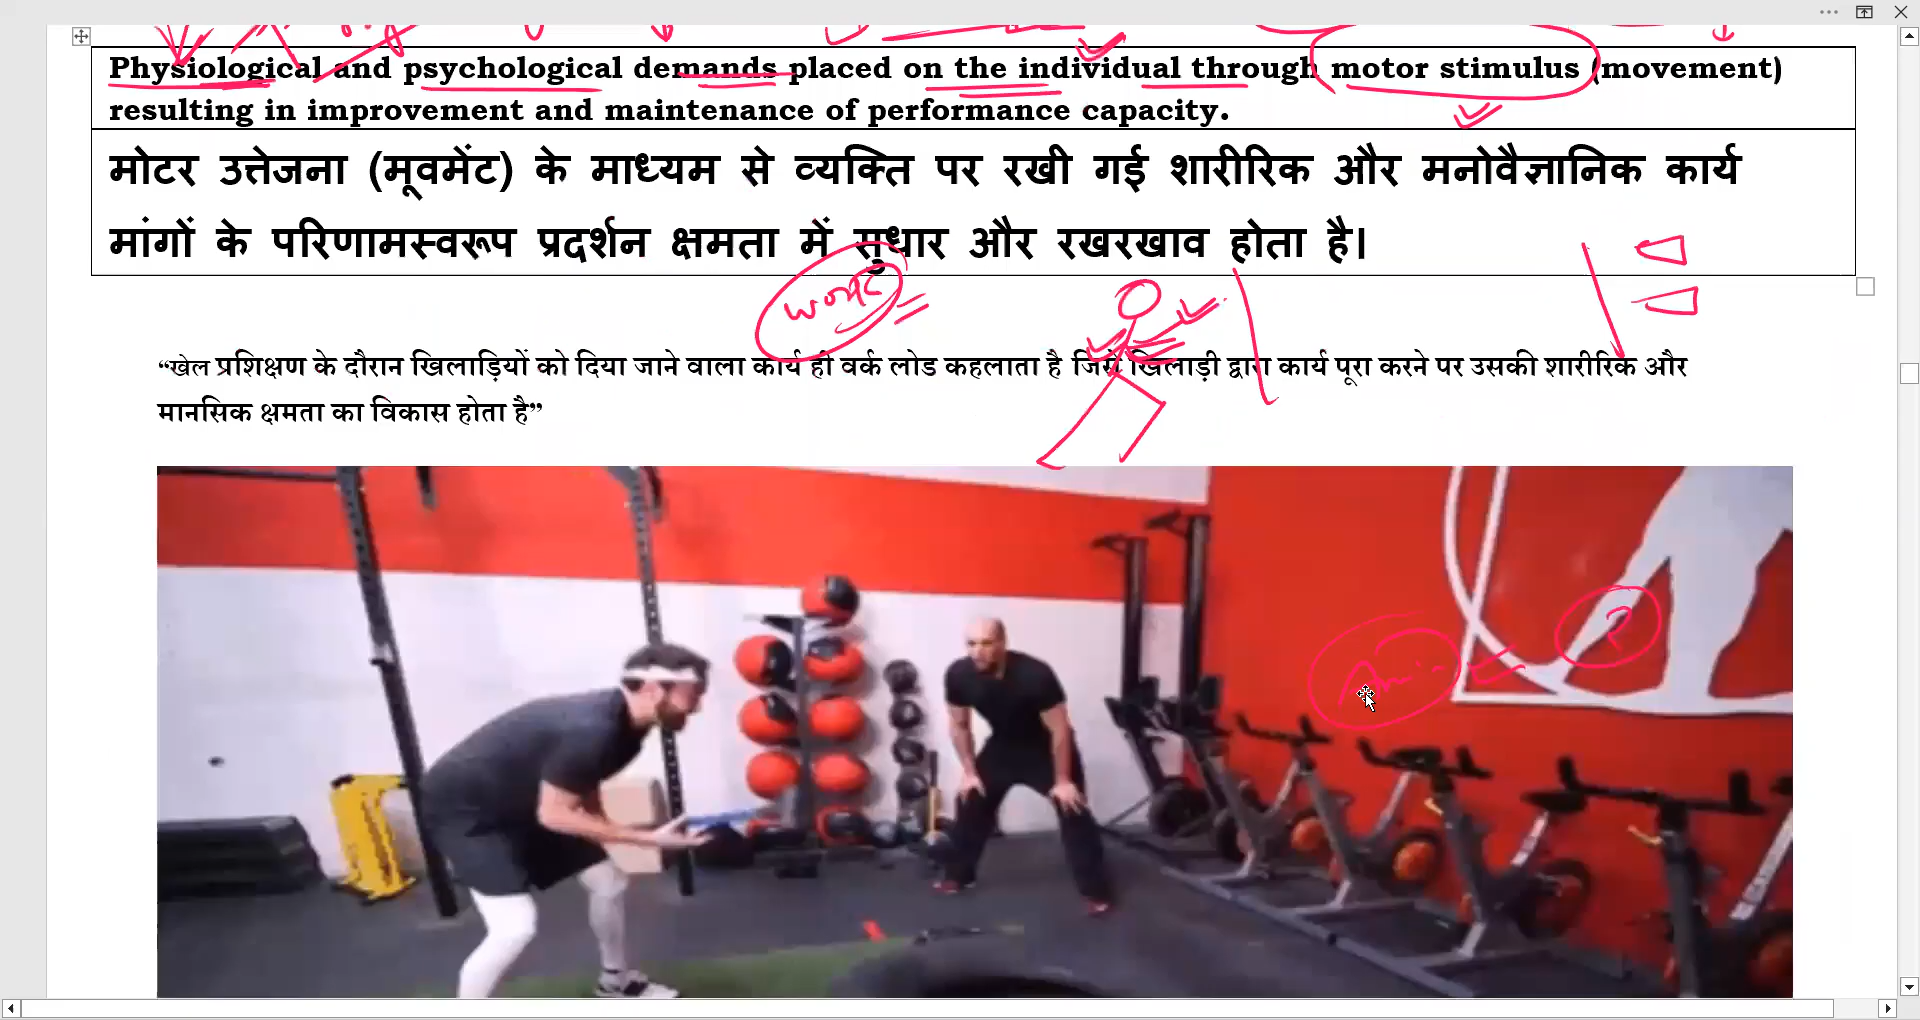 Physiological and psychological demands placed on the individual through motor stimulus (movement)
resulting in improvement and maintenance of performance capacity.
मोटर उत्तेजना (मूवमेंट) के माध्यम से व्यक्ति पर रखी गई शारीरिक और मनोवैज्ञानिक कार्य
मांगों के परिणामस्वरूप प्रदर्शन क्षमता में सुधार और रखरखाव होता है।
work
“खेल प्रशिक्षण के दौरान खिलाड़ियों को दिया जाने वाला कार्य ही वर्क लोड कहलाता है जिसे खिलाड़ी द्वारा कार्य पूरा करने पर उसकी शारीरिक और
मानसिक क्षमता का विकास होता है”
?